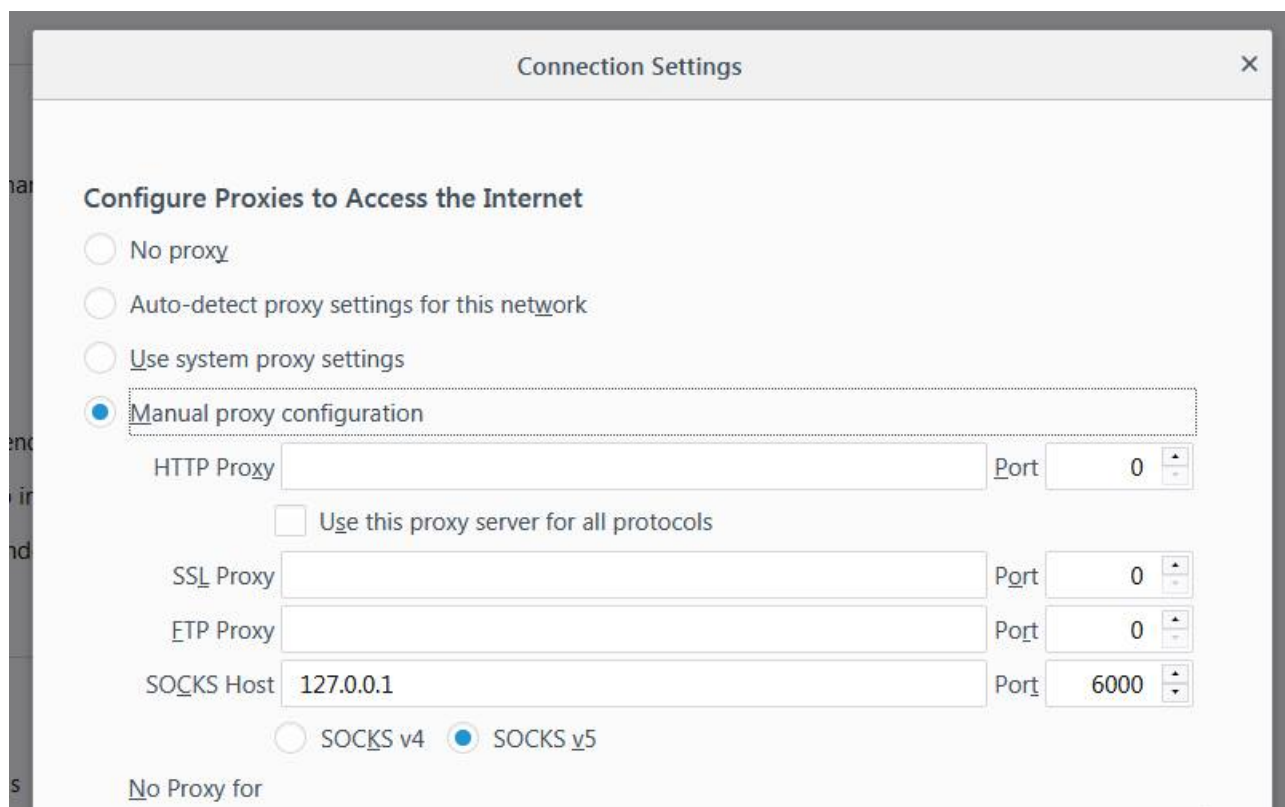 Connection Settings
Configure Proxies to Access the Internet
No proxy
Auto-detect proxy settings for this network
Use system proxy settings
Manual proxy configuration
HTTP Proxy Port 0
Use this proxy server for all protocols
SSL Proxy Port 0
FTP Proxy Port 0
SOCKS Host 127.0.0.1 Port 6000
SOCKS v4 SOCKS v5
No Proxy for